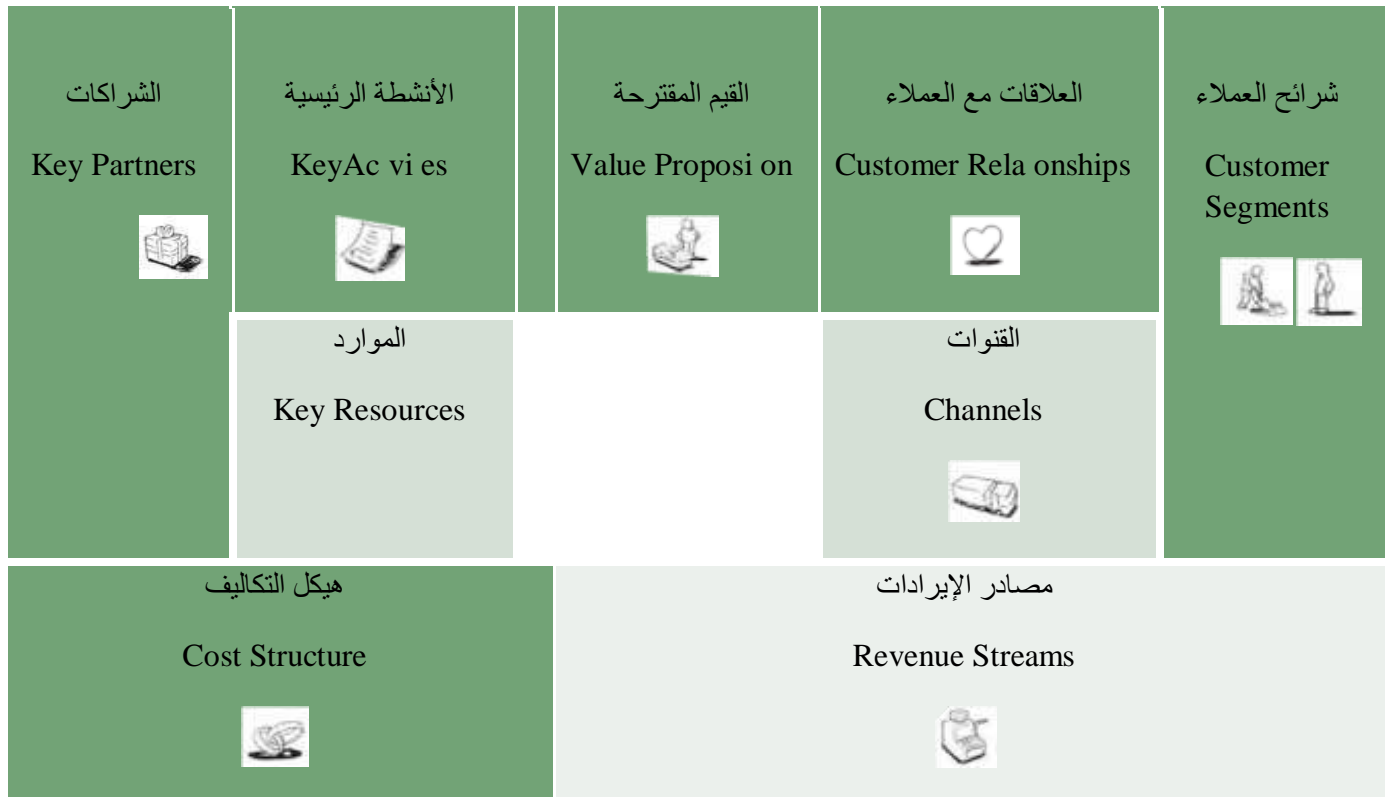 الشراكات
Key Partners
الأنشطة الرئيسية
KeyAc vi es
القيم المقترحة
Value Proposi on
العلاقات مع العملاء
Customer Rela onships
شرائح العملاء
Customer
Segments
الموارد
Key Resources
القنوات
Channels
هيكل التكاليف
Cost Structure
مصادر الإيرادات
Revenue Streams